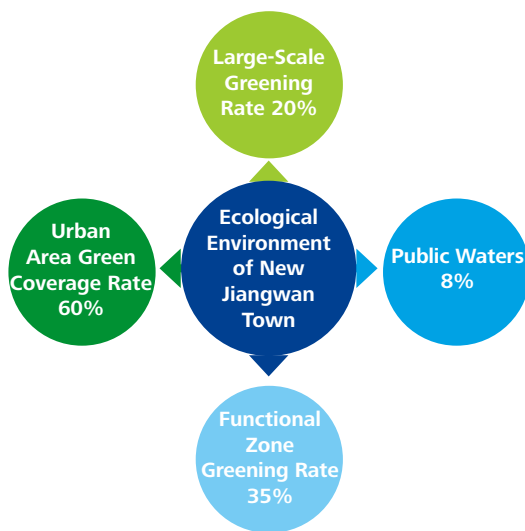 Large-Scale
Greening
Rate 20%
Urban
Area Green
Coverage Rate
60%
Ecological
Environment
of New
Jiangwan
Town
Public Waters
8%
Functional
Zone
Greening Rate
35%